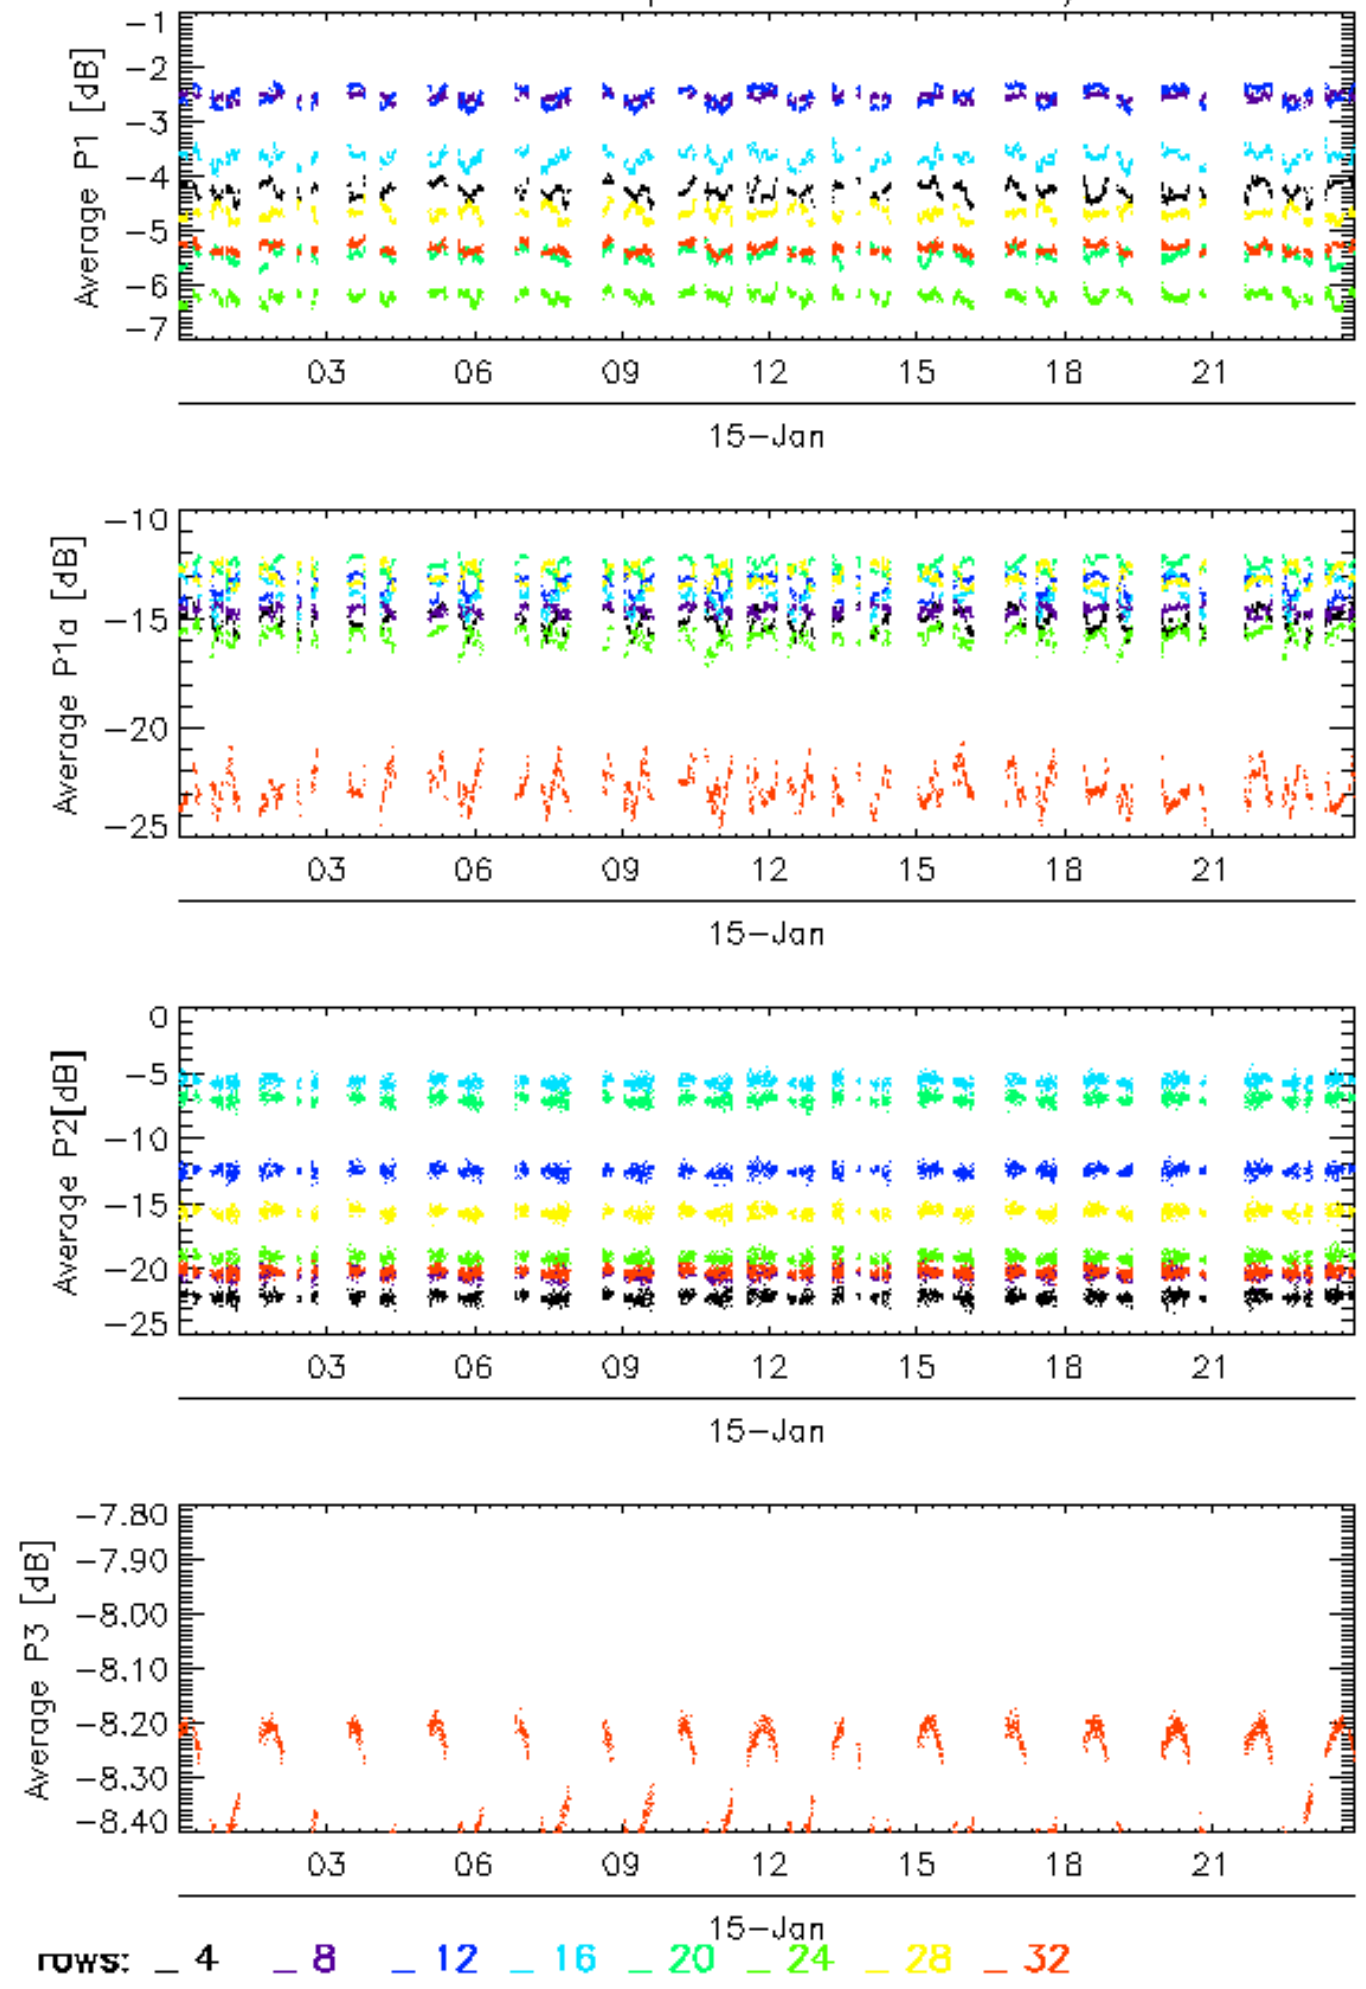 Average P1 [dB]
−1
−2
−3
−4
−5
−6
−7
03 06 09 12 15 18 21
15−Jan
Average P1a [dB]
−10
−15
−20
−25
03 06 09 12 15 18 21
15−Jan
Average P2[dB]
0
−5
−10
−15
−20
−25
03 06 09 12 15 18 21
15−Jan
Average P3 [dB]
−7.80
−7.90
−8.00
−8.10
−8.20
−8.30
−8.40
03 06 09 12 15 18 21
15−Jan
rows: _ 4 _ 8 _ 12 _ 16 _ 20 _ 24 _ 28 _ 32